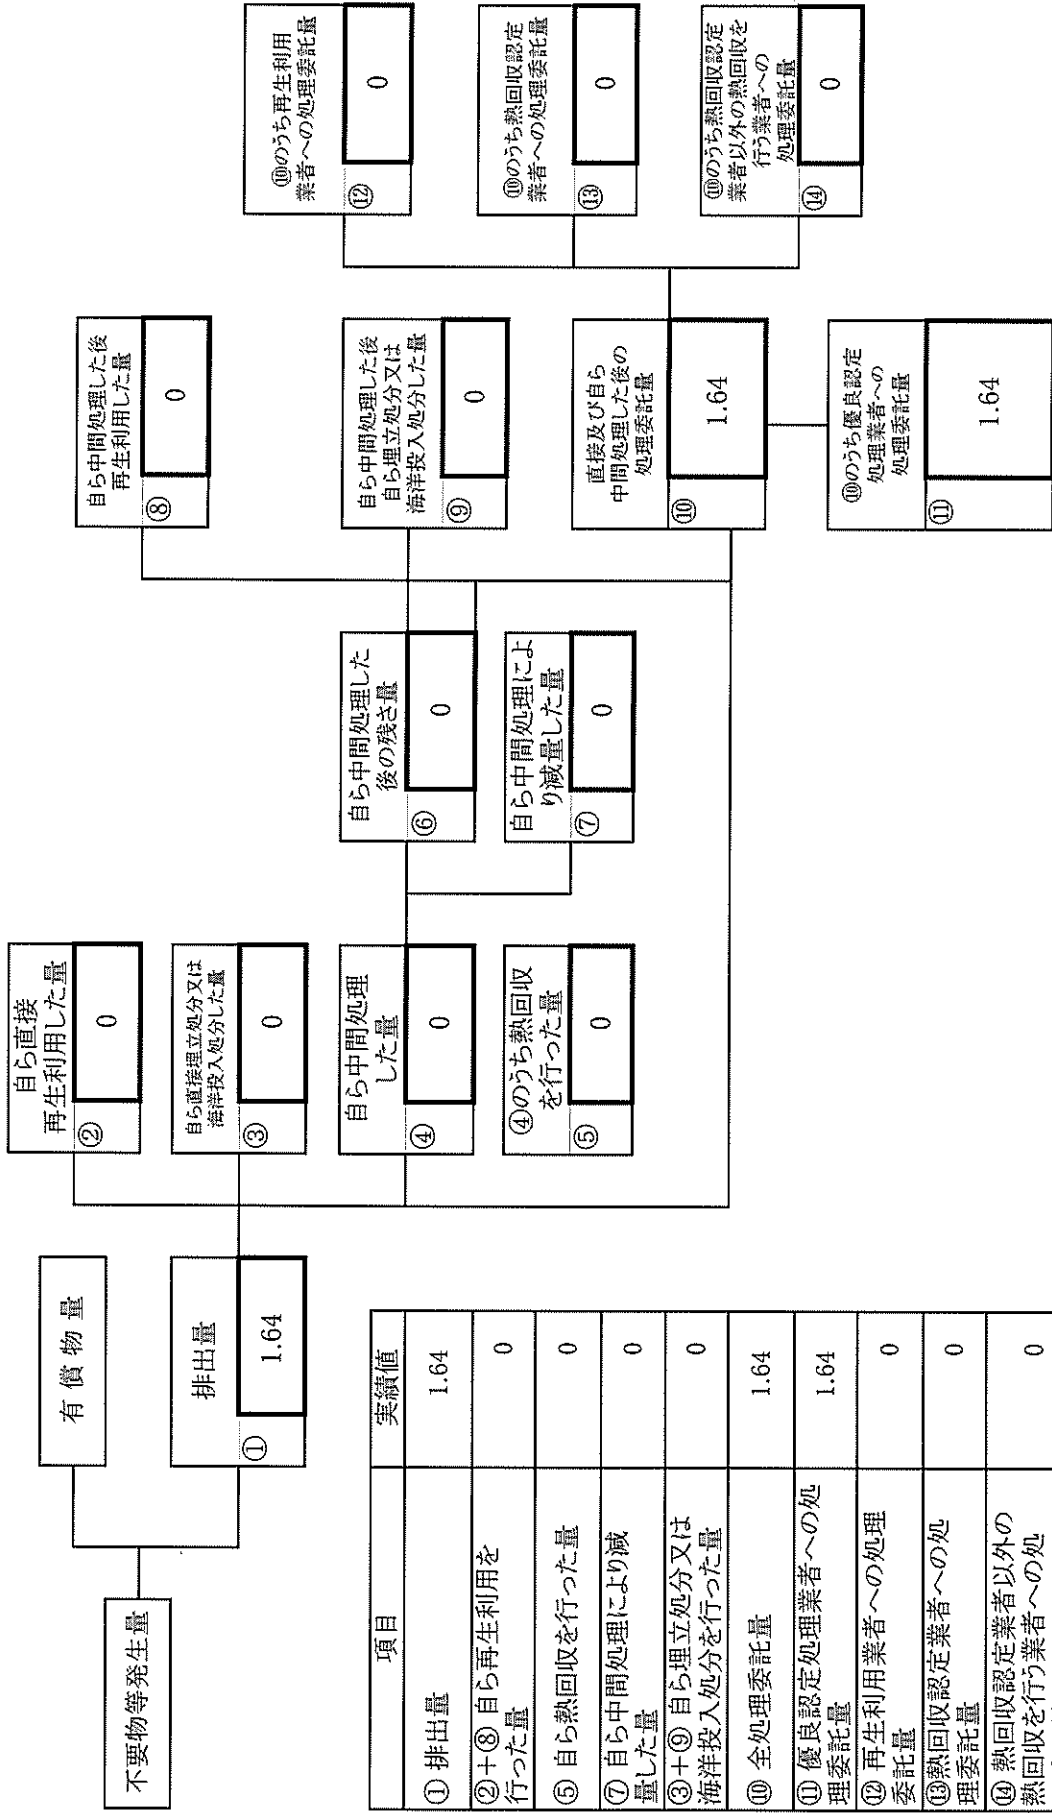 不要物等発生量
有償物量
排出量
①
1.64
自ら直接
再生利用した量
②
0
自ら直接埋立処分又は
海洋投入処分した量
③
0
自ら中間処理
した量
④
0
④のうち熱回収
を行った量
⑤
0
自ら中間処理した
後の残さ量
⑥
0
自ら中間処理によ
り減量した量
⑦
0
自ら中間処理した後
再生利用した量
⑧
0
自ら中間処理した後
自ら埋立処分又は
海洋投入処分した量
⑨
0
直接及び自ら
中間処理した後の
処理委託量
⑩
1.64
⑩のうち優良認定
処理業者への
処理委託量
⑪
1.64
⑩のうち再生利用
業者への処理委託量
⑫
0
⑩のうち熱回収認定
業者への処理委託量
⑬
0
⑩のうち熱回収認定
業者以外の熱回収を
行う業者への
処理委託量
⑭
0
項目 実績値
① 排出量 1.64
②+⑧ 自ら再生利用を
行った量 0
⑤ 自ら熱回収を行った量 0
⑦ 自ら中間処理により減
量した量 0
③+⑨ 自ら埋立処分又は
海洋投入処分を行った量 0
⑩ 全処理委託量 1.64
⑪ 優良認定処理業者への処
理委託量 1.64
⑫ 再生利用業者への処理
委託量 0
⑬熱回収認定業者への処
理委託量 0
⑭ 熱回収認定業者以外の
熱回収を行う業者への処 0